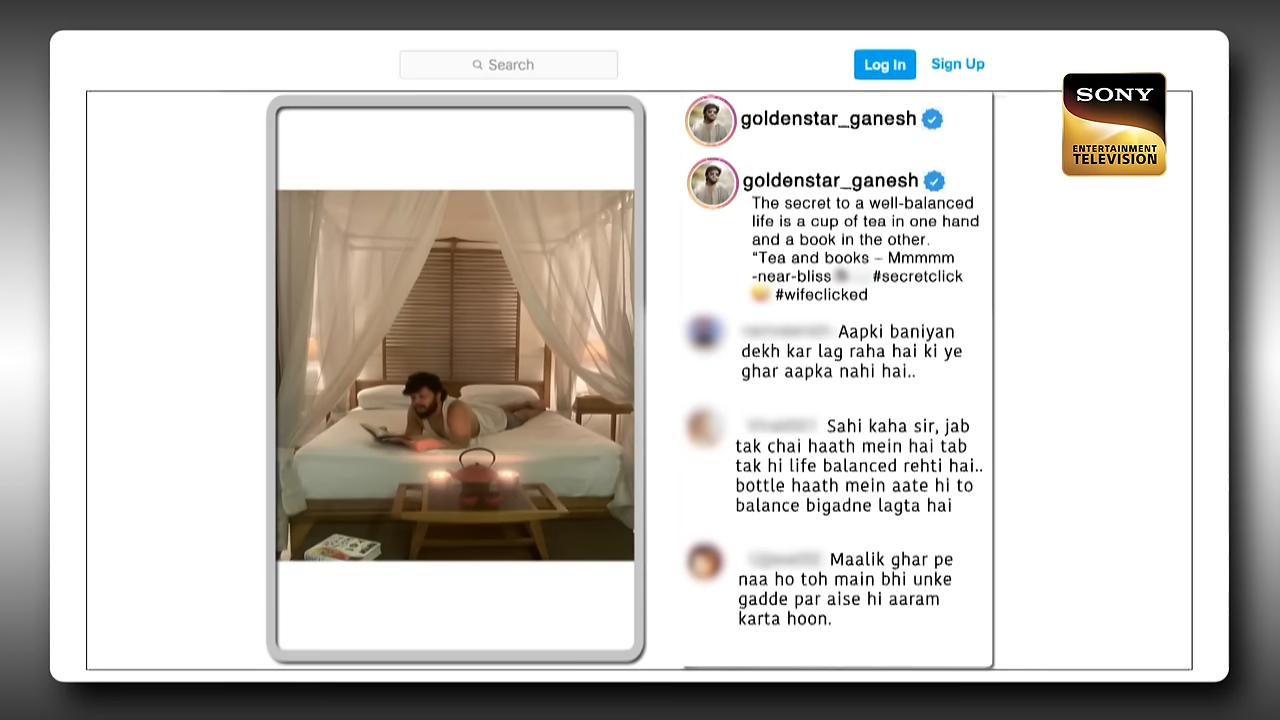 Search
Log In
Sign Up
SONY
ENTERTAINMENT
TELEVISION
goldenstar_ganesh
goldenstar_ganesh
The secret to a well-balanced
life is a cup of tea in one hand
and a book in the other.
“Tea and books – Mmmmm
-near-bliss #secretclick
#wifeclicked
Aapki baniyan
dekh kar lag raha hai ki ye
ghar aapka nahi hai..
Sahi kaha sir, jab
tak chai haath mein hai tab
tak hi life balanced rehti hai..
bottle haath mein aate hi to
balance bigadne lagta hai
Maalik ghar pe
naa ho toh main bhi unke
gadde par aise hi aaram
karta hoon.